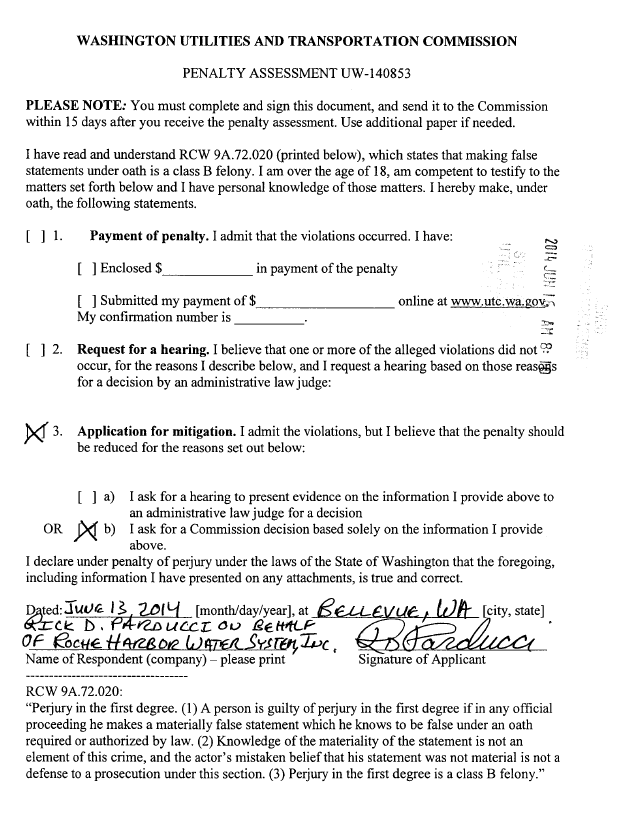 WASHINGTON UTILITIES AND TRANSPORTATION COMMISSION
PENALTY ASSESSMENT UW-140853
PLEASE NOTE: You must complete and sign this document, and send it to the Commission
within 15 days after you receive the penalty assessment. Use additional paper if needed.
I have read and understand RCW 9A.72.020 (printed below), which states that making false
statements under oath is a class B felony. I am over the age of 18, am competent to testify to the
matters set forth below and I have personal knowledge of those matters. I hereby make, under
oath, the following statements.
[ ] 1. Payment of penalty. I admit that the violations occurred. I have:
[ ] Enclosed $____________ in payment of the penalty
[ ] Submitted my payment of $__________________ online at www.utc.wa.gov.
My confirmation number is _________.
[ ] 2. Request for a hearing. I believe that one or more of the alleged violations did not
occur, for the reasons I describe below, and I request a hearing based on those reasons
for a decision by an administrative law judge:
[X] 3. Application for mitigation. I admit the violations, but I believe that the penalty should
be reduced for the reasons set out below:
[ ] a) I ask for a hearing to present evidence on the information I provide above to
an administrative law judge for a decision
OR [X] b) I ask for a Commission decision based solely on the information I provide
above.
I declare under penalty of perjury under the laws of the State of Washington that the foregoing,
including information I have presented on any attachments, is true and correct.
Dated: JUNE 13, 2014 [month/day/year], at BELLEVUE, WA [city, state]
RICK D. PARDUCCI ON BEHALF
OF ROCHE HARBOR WATER SYSTEM, INC. RD Parducci
Name of Respondent (company) – please print Signature of Applicant
-----------------------------------
RCW 9A.72.020:
“Perjury in the first degree. (1) A person is guilty of perjury in the first degree if in any official
proceeding he makes a materially false statement which he knows to be false under an oath
required or authorized by law. (2) Knowledge of the materiality of the statement is not an
element of this crime, and the actor’s mistaken belief that his statement was not material is not a
defense to a prosecution under this section. (3) Perjury in the first degree is a class B felony.”
2014 JUN AM